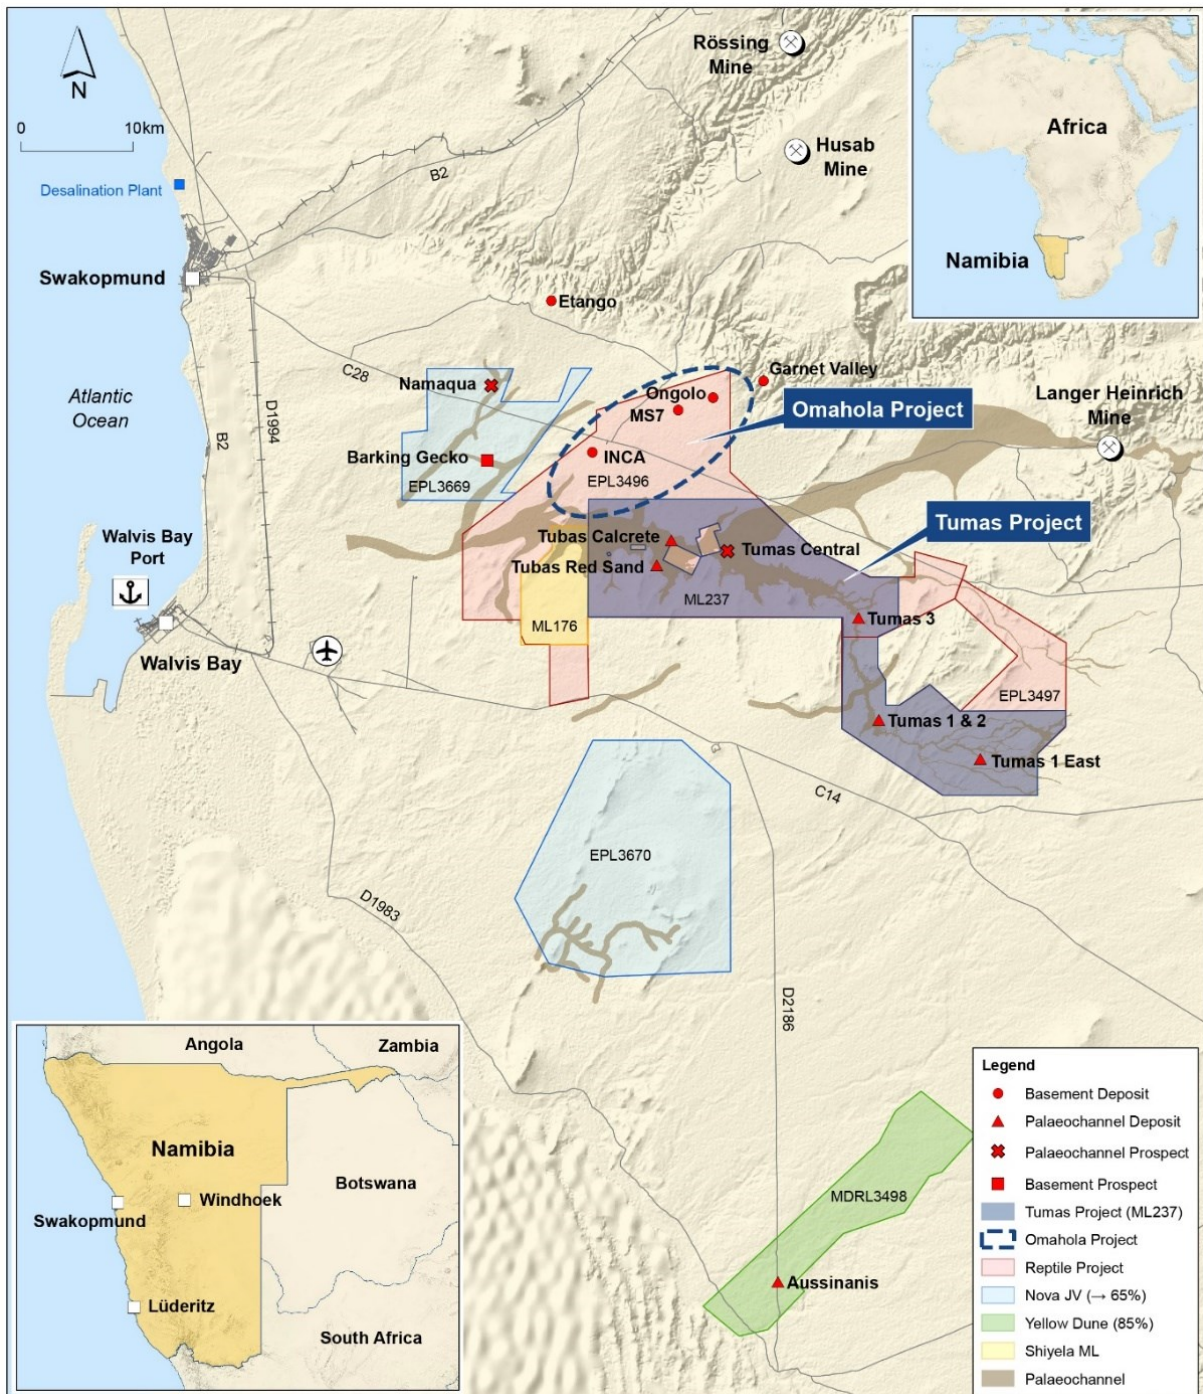 Rössing
Mine
Husab
Mine
N
0 10km
Desalination Plant
B2
Swakopmund
Africa
Namibia
Etango
C28
Namaqua
Garnet Valley
Ongolo
MS7
Omahola Project
Langer Heinrich
Mine
Atlantic
Ocean
B2
D1994
Barking Gecko
EPL3669
INCA
EPL3496
Tumas Project
Walvis Bay
Port
Tubas Calcrete
Tumas Central
Tubas Red Sand
ML237
ML176
Tumas 3
Walvis Bay
EPL3497
Tumas 1 & 2
Tumas 1 East
C14
EPL3670
D1983
D2186
MDRL3498
Aussinanis
Angola
Zambia
Namibia
Windhoek
Botswana
Swakopmund
Lüderitz
South Africa
Legend
Basement Deposit
Palaeochannel Deposit
Palaeochannel Prospect
Basement Prospect
Tumas Project (ML237)
Omahola Project
Reptile Project
Nova JV (→ 65%)
Yellow Dune (85%)
Shiyela ML
Palaeochannel